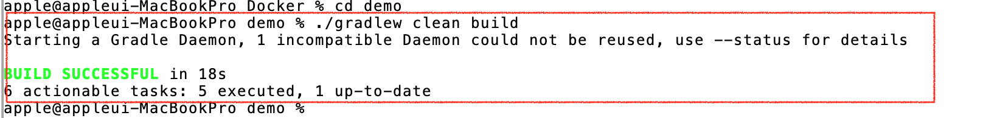 apple@appleui-MacBookPro Docker % cd demo
apple@appleui-MacBookPro demo % ./gradlew clean build
Starting a Gradle Daemon, 1 incompatible Daemon could not be reused, use --status for details
BUILD SUCCESSFUL in 18s
6 actionable tasks: 5 executed, 1 up-to-date
apple@appleui-MacBookPro demo %